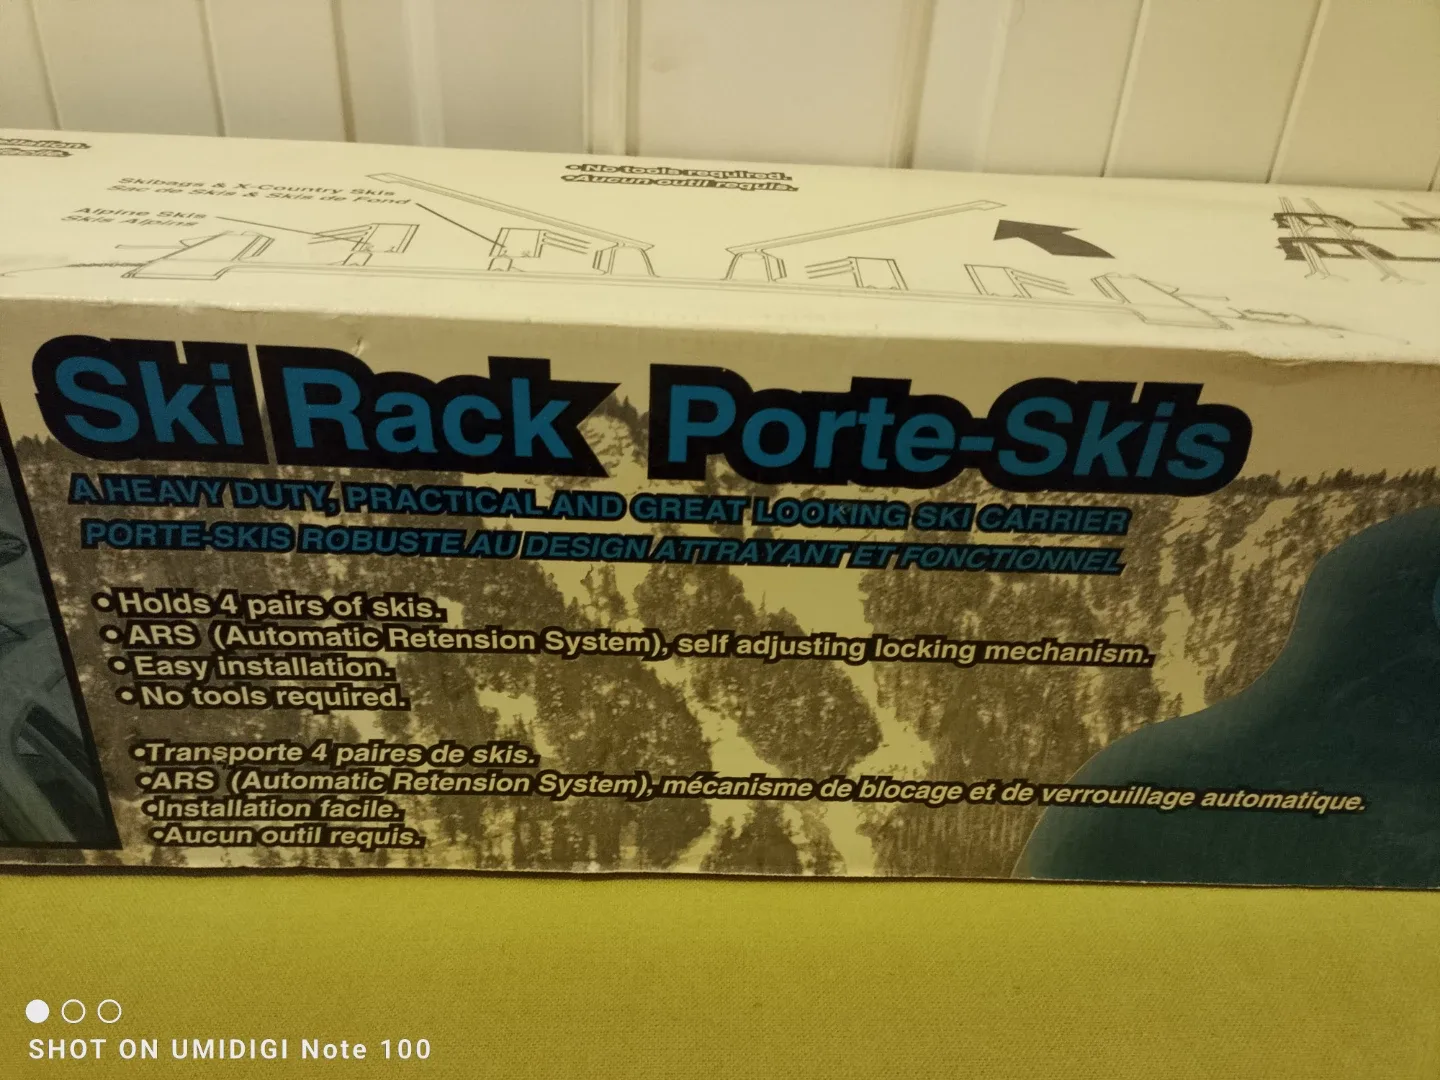 • No tools required.
• Aucun outil requis.
Skibags & X-Country Skis
Sac de Skis & Skis de Fond
Alpine Skis
Skis Alpins
Ski Rack Porte-Skis
A HEAVY DUTY, PRACTICAL AND GREAT LOOKING SKI CARRIER
PORTE-SKIS ROBUSTE AU DESIGN ATTRAYANT ET FONCTIONNEL
• Holds 4 pairs of skis.
• ARS (Automatic Retension System), self adjusting locking mechanism.
• Easy installation.
• No tools required.
•Transporte 4 paires de skis.
•ARS (Automatic Retension System), mécanisme de blocage et de verrouillage automatique.
•Installation facile.
•Aucun outil requis.
SHOT ON UMIDIGI Note 100